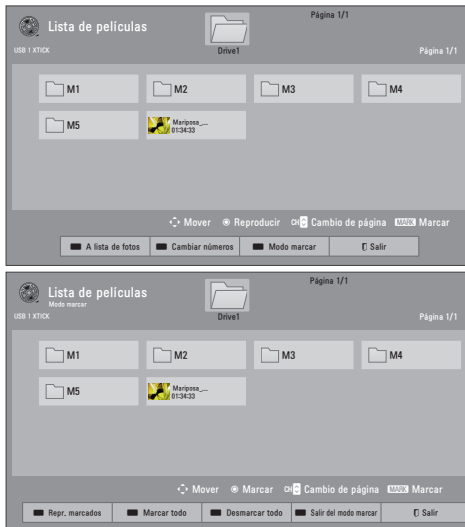 Página 1/1
Lista de películas
USB 1 XTICK
Drive1
Página 1/1
M1
M2
M3
M4
M5
Mariposa_...
01:34:33
Mover
Reproducir
CH Cambio de página
MARK Marcar
A lista de fotos
Cambiar números
Modo marcar
Salir
Página 1/1
Lista de películas
Modo marcar
USB 1 XTICK
Drive1
Página 1/1
M1
M2
M3
M4
M5
Mariposa_...
01:34:33
Mover
Marcar
CH Cambio de página
MARK Marcar
Repr. marcados
Marcar todo
Desmarcar todo
Salir del modo marcar
Salir